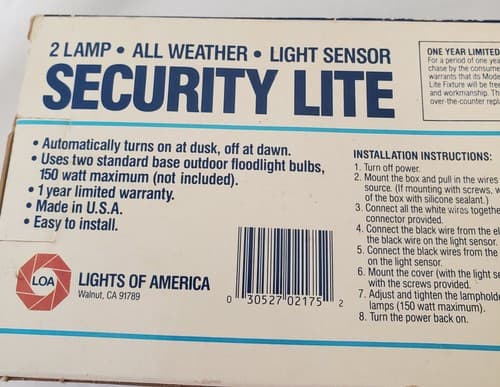 2 LAMP • ALL WEATHER • LIGHT SENSOR
SECURITY LITE
• Automatically turns on at dusk, off at dawn.
• Uses two standard base outdoor floodlight bulbs,
150 watt maximum (not included).
• 1 year limited warranty.
• Made in U.S.A.
• Easy to install.
LOA
LIGHTS OF AMERICA
Walnut, CA 91789
0 30527 02175 2
ONE YEAR LIMITED
For a period of one yea
chase by the consume
warrants that its Mode
Lite Fixture will be free
and workmanship. Th
over-the-counter repl
INSTALLATION INSTRUCTIONS:
1. Turn off power.
2. Mount the box and pull in the wires
source. (If mounting with screws, w
of the box with silicone sealant.)
3. Connect all the white wires togethe
connector provided.
4. Connect the black wire from the el
the black wire on the light sensor.
5. Connect the black wires from the
on the light sensor.
6. Mount the cover (with the light se
with the screws provided.
7. Adjust and tighten the lampholde
lamps (150 watt maximum).
8. Turn the power back on.